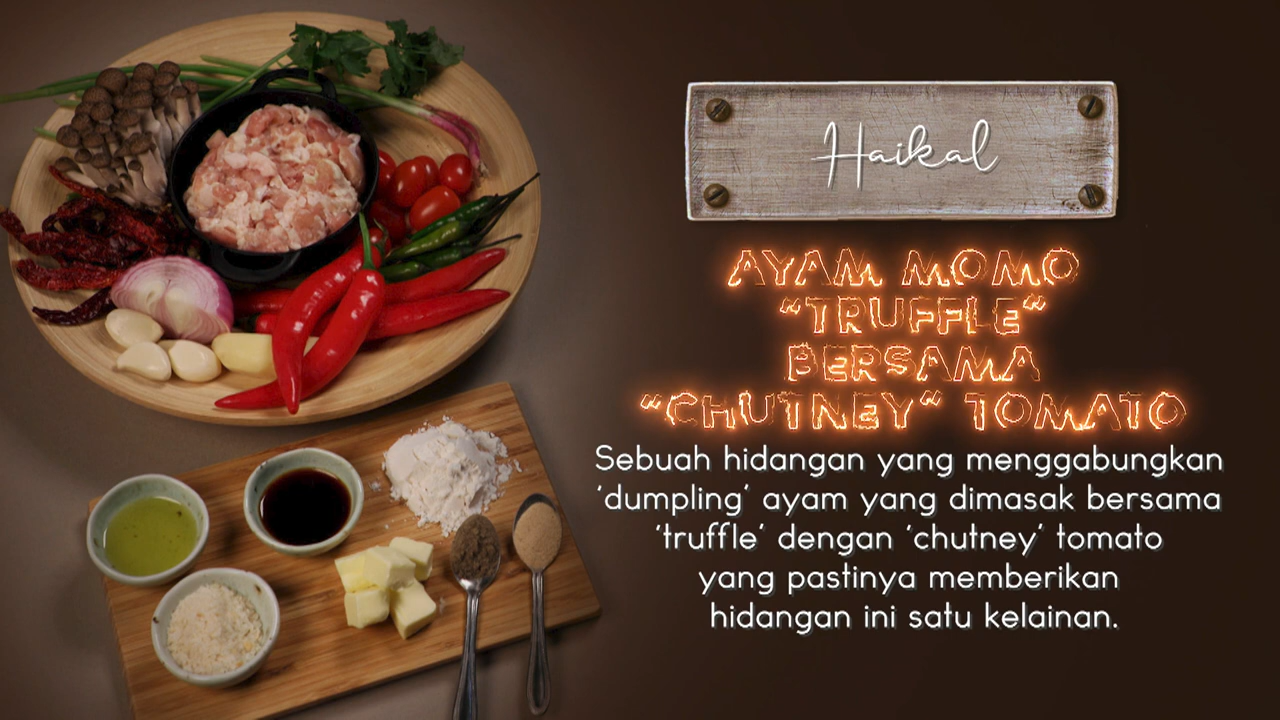 Haikal
AYAM MOMO
“TRUFFLE”
BERSAMA
“CHUTNEY” TOMATO
Sebuah hidangan yang menggabungkan
'dumpling' ayam yang dimasak bersama
'truffle' dengan 'chutney' tomato
yang pastinya memberikan
hidangan ini satu kelainan.